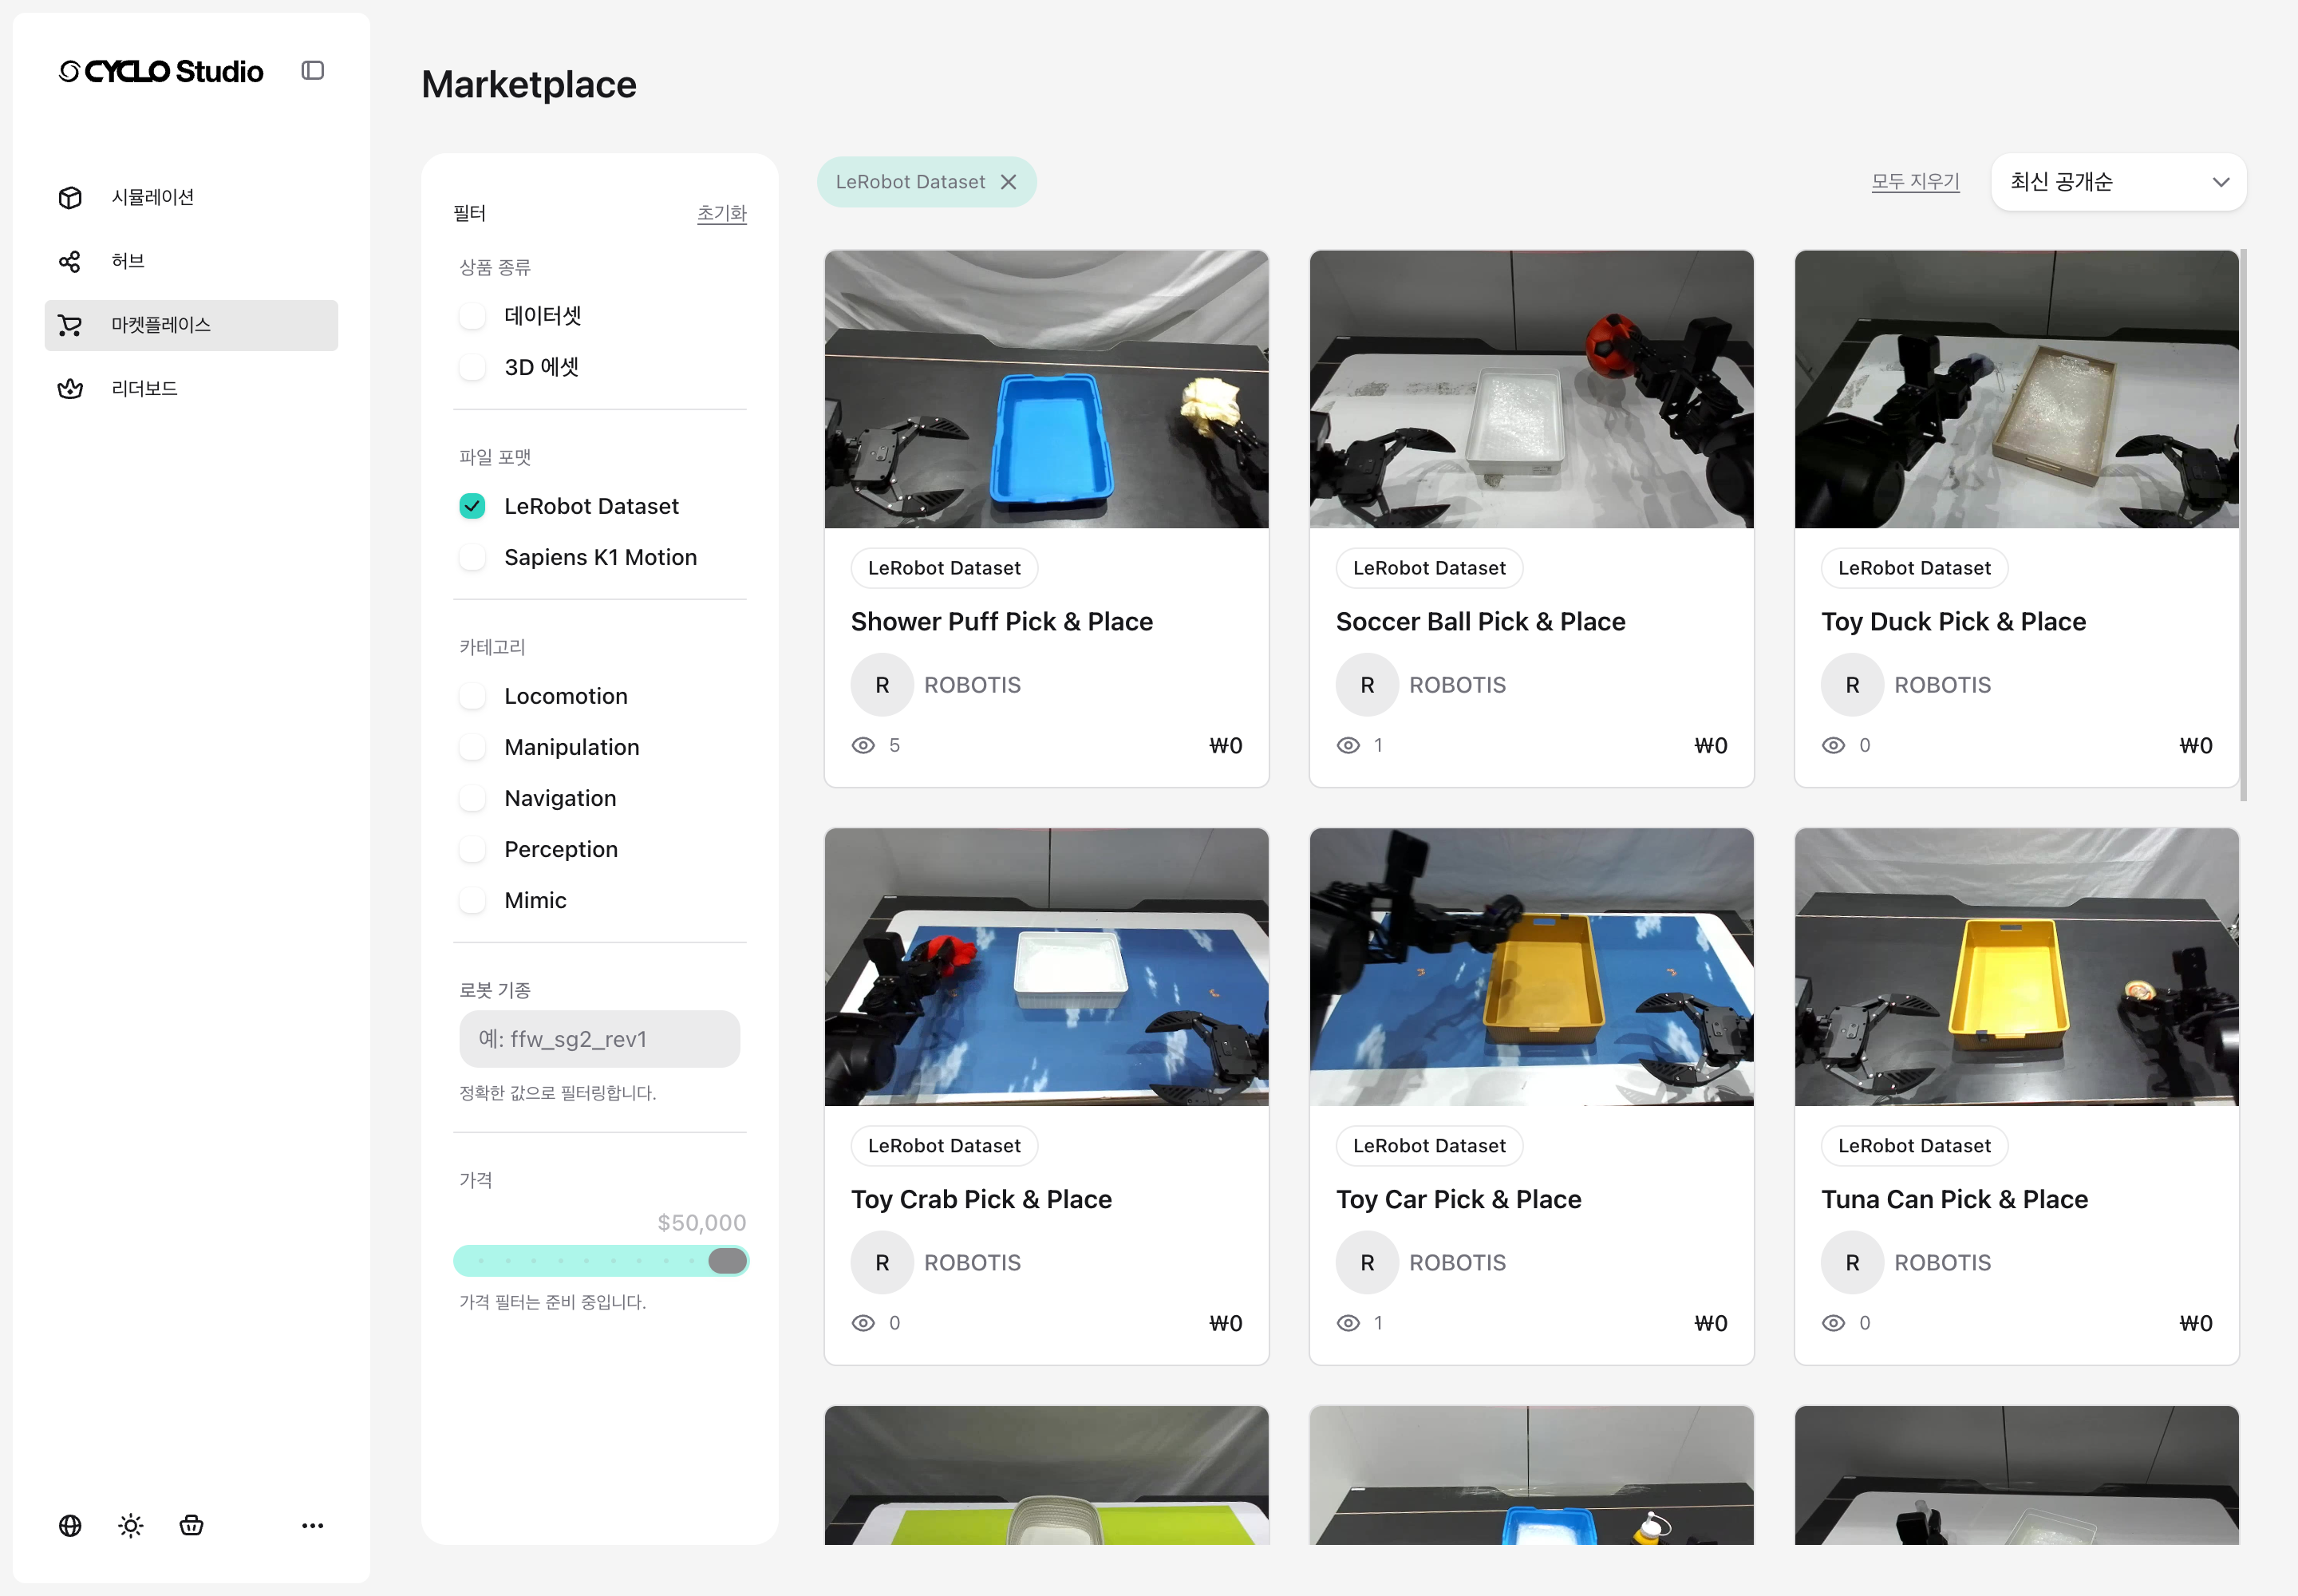 CYCLO Studio
시뮬레이션
허브
마켓플레이스
리더보드
Marketplace
필터
초기화
상품 종류
데이터셋
3D 에셋
파일 포맷
LeRobot Dataset
Sapiens K1 Motion
카테고리
Locomotion
Manipulation
Navigation
Perception
Mimic
로봇 기종
예: ffw_sg2_rev1
정확한 값으로 필터링합니다.
가격
$50,000
가격 필터는 준비 중입니다.
LeRobot Dataset
모두 지우기
최신 공개순
LeRobot Dataset
Shower Puff Pick & Place
R ROBOTIS
5 ₩0
LeRobot Dataset
Soccer Ball Pick & Place
R ROBOTIS
1 ₩0
LeRobot Dataset
Toy Duck Pick & Place
R ROBOTIS
0 ₩0
LeRobot Dataset
Toy Crab Pick & Place
R ROBOTIS
0 ₩0
LeRobot Dataset
Toy Car Pick & Place
R ROBOTIS
1 ₩0
LeRobot Dataset
Tuna Can Pick & Place
R ROBOTIS
0 ₩0